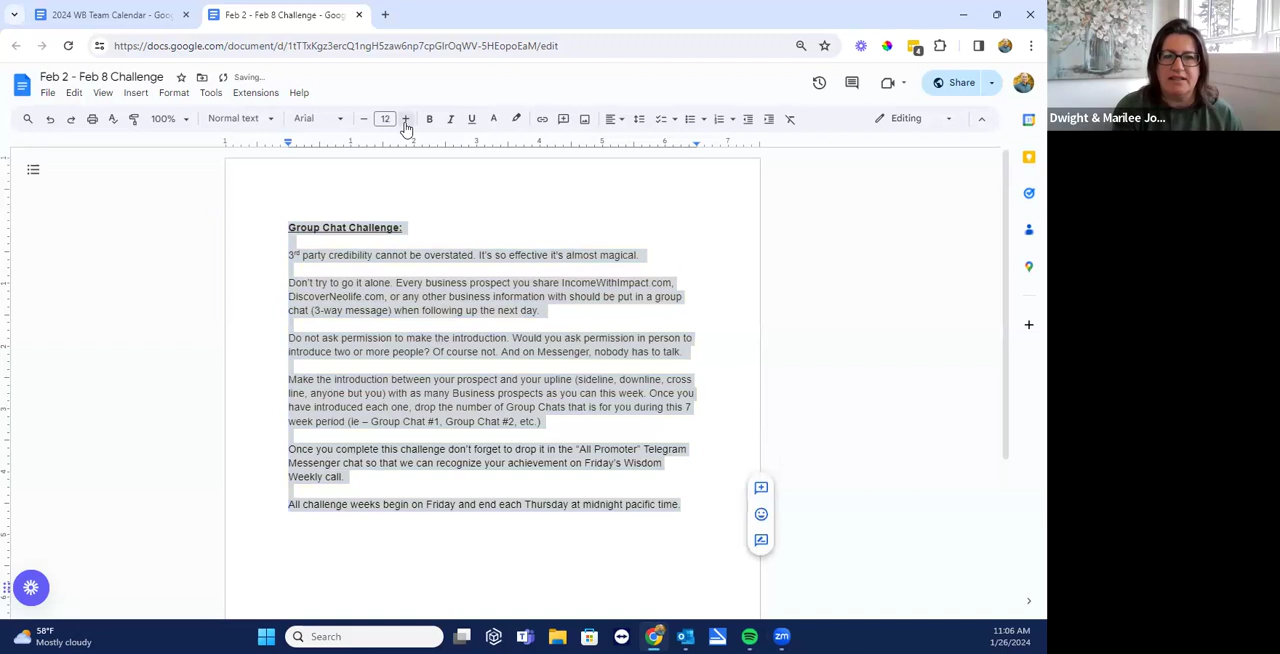 2024 WB Team Calendar - Goo
Feb 2 - Feb 8 Challenge - Goo
https://docs.google.com/document/d/1tTTxKgz3ercQ1ngH5zaw6np7cpGlrOqWV-5HEopoEaM/edit
4
Feb 2 - Feb 8 Challenge
Saving...
File Edit View Insert Format Tools Extensions Help
Share
100% Normal text Arial 12 B I U A Editing
1 1 2 3 4 5 6 7
Group Chat Challenge:
3rd party credibility cannot be overstated. It's so effective it's almost magical.
Don't try to go it alone. Every business prospect you share IncomeWithImpact.com,
DiscoverNeolife.com, or any other business information with should be put in a group
chat (3-way message) when following up the next day.
Do not ask permission to make the introduction. Would you ask permission in person to
introduce two or more people? Of course not. And on Messenger, nobody has to talk.
Make the introduction between your prospect and your upline (sideline, downline, cross
line, anyone but you) with as many Business prospects as you can this week. Once you
have introduced each one, drop the number of Group Chats that is for you during this 7
week period (ie – Group Chat #1, Group Chat #2, etc.)
Once you complete this challenge don't forget to drop it in the "All Promoter" Telegram
Messenger chat so that we can recognize your achievement on Friday's Wisdom
Weekly call.
All challenge weeks begin on Friday and end each Thursday at midnight pacific time.
Dwight & Marilee Jo...
58°F
Mostly cloudy
Search
zm
11:06 AM
1/26/2024